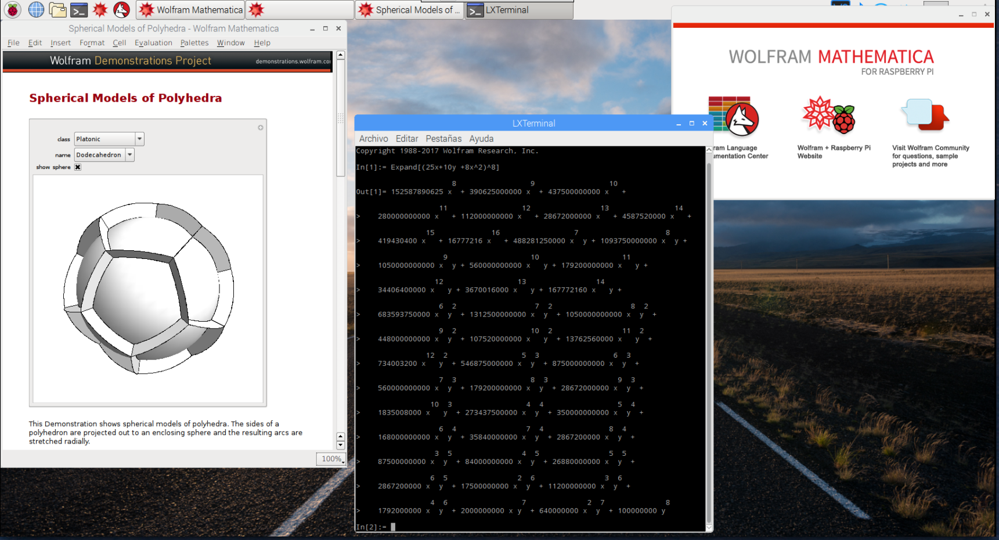 Wolfram Mathematica
Spherical Models of ...
LXTerminal
Spherical Models of Polyhedra - Wolfram Mathematica
File Edit Insert Format Cell Evaluation Palettes Window Help
Wolfram Demonstrations Project
demonstrations.wolfram.co
Spherical Models of Polyhedra
class Platonic
name Dodecahedron
show sphere
This Demonstration shows spherical models of polyhedra. The sides of a
polyhedron are projected out to an enclosing sphere and the resulting arcs are
stretched radially.
100%
LXTerminal
Archivo Editar Pestañas Ayuda
Copyright 1988-2017 Wolfram Research, Inc.
In[1]:= Expand[(25x+10y +8x^2)^8]
8 9 10
Out[1]= 152587890625 x + 390625000000 x + 437500000000 x +
11 12 13 14
> 280000000000 x + 112000000000 x + 28672000000 x + 4587520000 x +
15 16 7 8
> 419430400 x + 16777216 x + 488281250000 x y + 1093750000000 x y +
9 10 11
> 1050000000000 x y + 560000000000 x y + 179200000000 x y +
12 13 14
> 34406400000 x y + 3670016000 x y + 167772160 x y +
6 2 7 2 8 2
> 683593750000 x y + 1312500000000 x y + 1050000000000 x y +
9 2 10 2 11 2
> 448000000000 x y + 107520000000 x y + 13762560000 x y +
12 2 5 3 6 3
> 734003200 x y + 546875000000 x y + 875000000000 x y +
7 3 8 3 9 3
> 560000000000 x y + 179200000000 x y + 28672000000 x y +
10 3 4 4 5 4
> 1835008000 x y + 273437500000 x y + 350000000000 x y +
6 4 7 4 8 4
> 168000000000 x y + 35840000000 x y + 2867200000 x y +
3 5 4 5 5 5
> 87500000000 x y + 84000000000 x y + 26880000000 x y +
6 5 2 6 3 6
> 2867200000 x y + 17500000000 x y + 11200000000 x y +
4 6 7 2 7 8
> 1792000000 x y + 2000000000 x y + 640000000 x y + 100000000 y
In[2]:=
WOLFRAM MATHEMATICA
FOR RASPBERRY PI
ram Language
umentation Center
Wolfram + Raspberry Pi
Website
Visit Wolfram Community
for questions, sample
projects and more